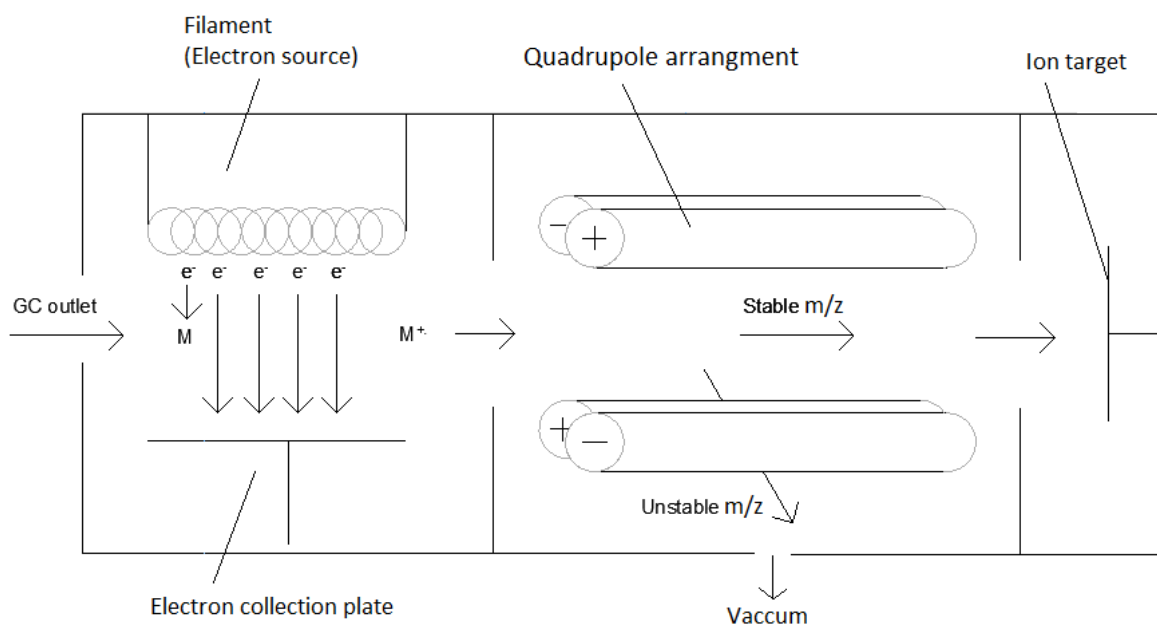 Filament
(Electron source)
Quadrupole arrangment
Ion target
e- e- e- e- e-
GC outlet
M
M+.
Stable m/z
- +
+ -
Unstable m/z
Electron collection plate
Vaccum